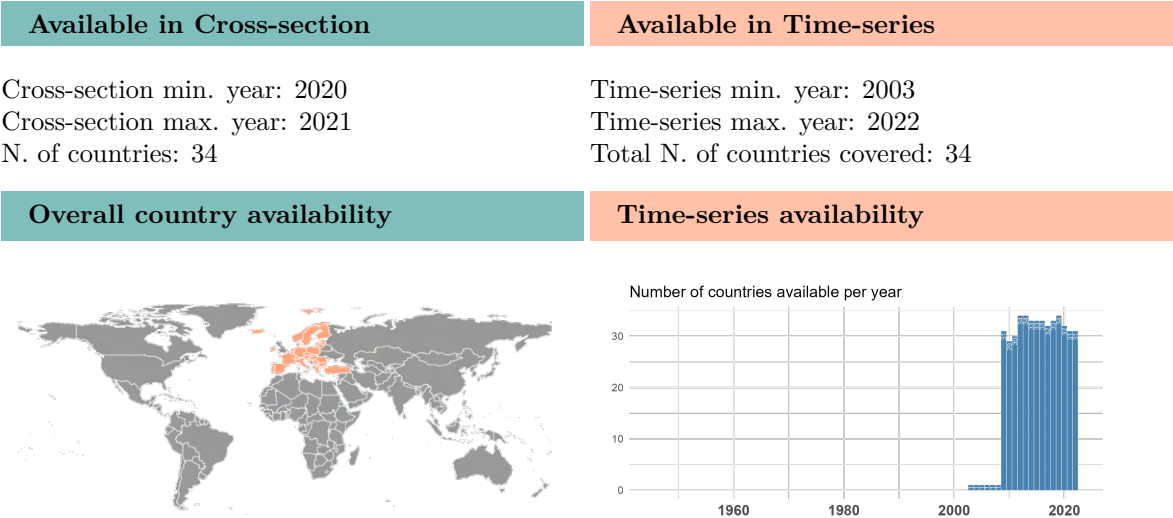 Available in Cross-section
Available in Time-series
Cross-section min. year: 2020
Cross-section max. year: 2021
N. of countries: 34
Time-series min. year: 2003
Time-series max. year: 2022
Total N. of countries covered: 34
Overall country availability
Time-series availability
Number of countries available per year
30
20
10
0
1960
1980
2000
2020